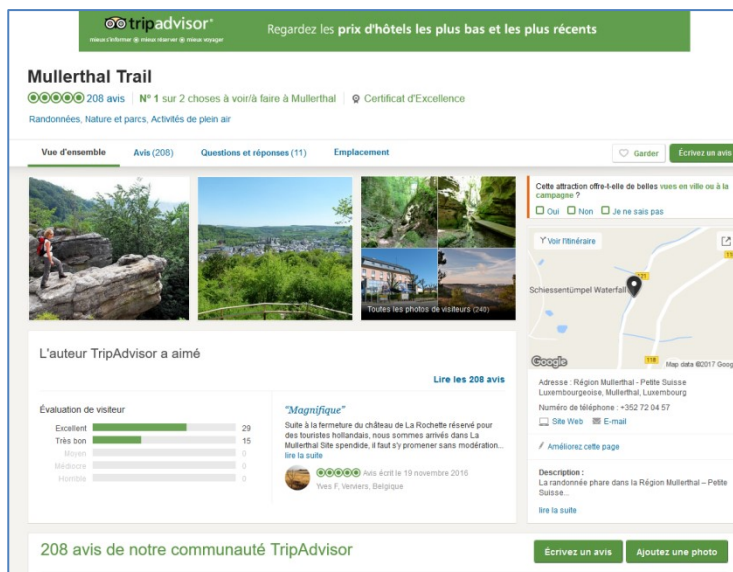 tripadvisor®
mieux s'informer mieux réserver mieux voyager
Regardez les prix d'hôtels les plus bas et les plus récents
Mullerthal Trail
208 avis
N° 1 sur 2 choses à voir/à faire à Mullerthal
Certificat d'Excellence
Randonnées, Nature et parcs, Activités de plein air
Vue d'ensemble
Avis (208)
Questions et réponses (11)
Emplacement
Garder
Écrivez un avis
Toutes les photos de visiteurs (240)
Cette attraction offre-t-elle de belles vues en ville ou à la
campagne ?
Oui Non Je ne sais pas
Voir l'itinéraire
121
Schiessentümpel Waterfall
118
Google
Map data ©2017 Goog
L'auteur TripAdvisor a aimé
Lire les 208 avis
Évaluation de visiteur
Excellent 29
Très bon 15
Moyen 0
Médiocre 0
Horrible 0
"Magnifique"
Suite à la fermeture du château de La Rochette réservé pour
des touristes hollandais, nous sommes arrivés dans La
Mullerthal Site spendide, il faut s'y promener sans modération...
lire la suite
Avis écrit le 19 novembre 2016
Yves F, Verviers, Belgique
Adresse : Région Mullerthal - Petite Suisse
Luxembourgeoise, Mullerthal, Luxembourg
Numéro de téléphone : +352 72 04 57
Site Web E-mail
Améliorez cette page
Description :
La randonnée phare dans la Région Mullerthal – Petite
Suisse...
lire la suite
208 avis de notre communauté TripAdvisor
Écrivez un avis
Ajoutez une photo